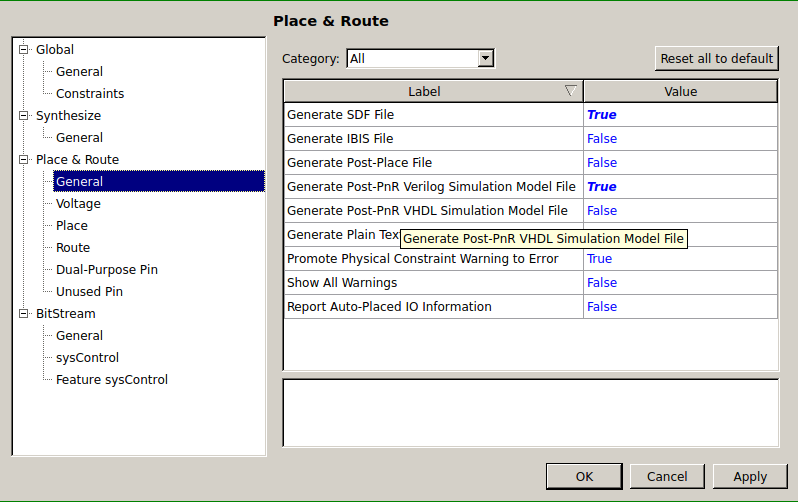 Place & Route
Global
General
Constraints
Synthesize
General
Place & Route
General
Voltage
Place
Route
Dual-Purpose Pin
Unused Pin
BitStream
General
sysControl
Feature sysControl
Category: All Reset all to default
Label Value
Generate SDF File True
Generate IBIS File False
Generate Post-Place File False
Generate Post-PnR Verilog Simulation Model File True
Generate Post-PnR VHDL Simulation Model File False
Generate Plain
Generate Post-PnR VHDL Simulation Model File
Promote Physical Constraint Warning to Error True
Show All Warnings False
Report Auto-Placed IO Information False
OK Cancel Apply